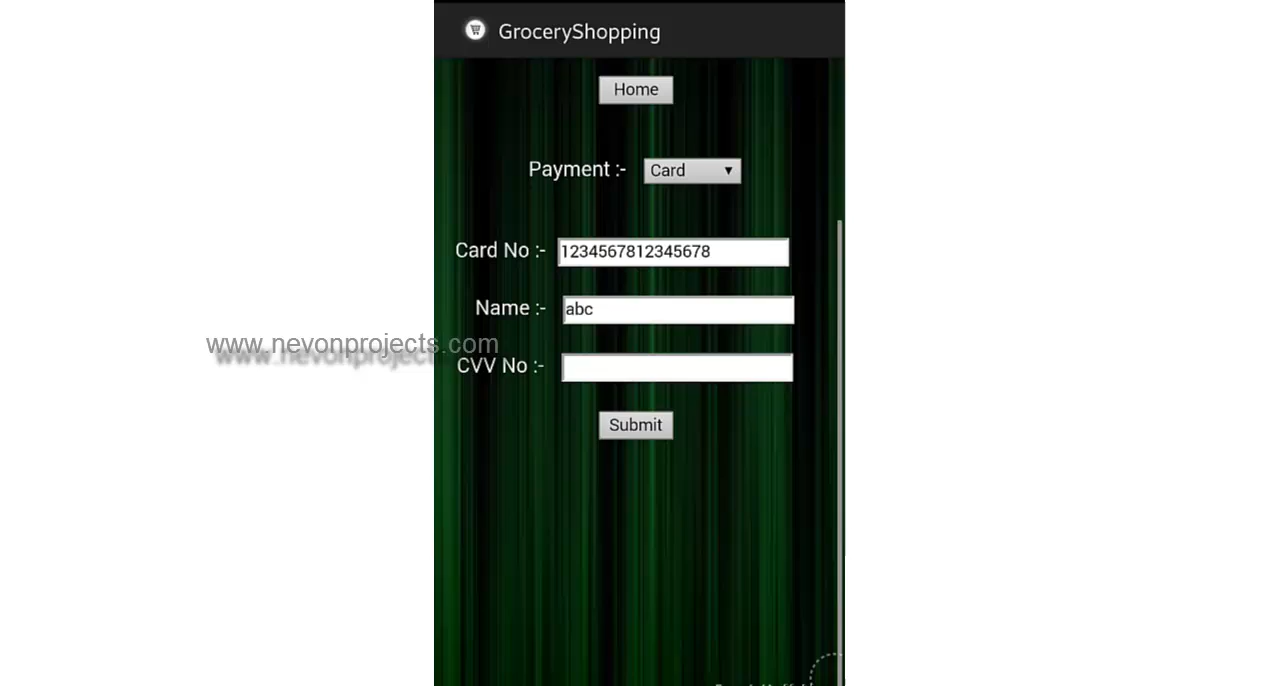 GroceryShopping
Home
Payment :- Card ▼
Card No :- 1234567812345678
Name :- abc
www.nevonprojects.com
CVV No :-
Submit